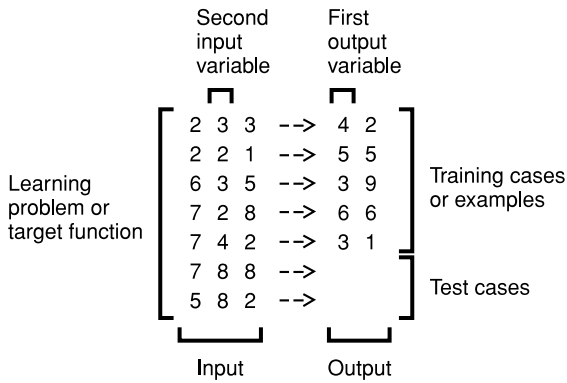 Second
input
variable
First
output
variable
2 3 3 --> 4 2
2 2 1 --> 5 5
6 3 5 --> 3 9
7 2 8 --> 6 6
7 4 2 --> 3 1
7 8 8 -->
5 8 2 -->
Learning
problem or
target function
Training cases
or examples
Test cases
Input
Output